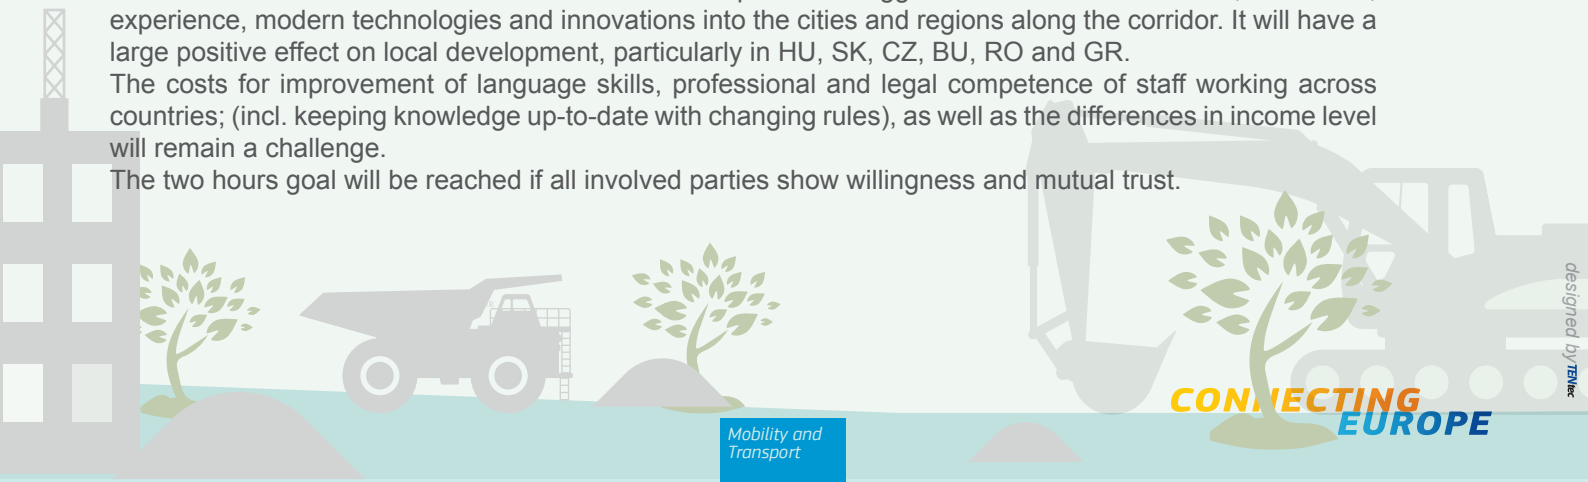 experience, modern technologies and innovations into the cities and regions along the corridor. It will have a
large positive effect on local development, particularly in HU, SK, CZ, BU, RO and GR.
The costs for improvement of language skills, professional and legal competence of staff working across
countries; (incl. keeping knowledge up-to-date with changing rules), as well as the differences in income level
will remain a challenge.
The two hours goal will be reached if all involved parties show willingness and mutual trust.
designed by TENtec
CONNECTING
EUROPE
Mobility and
Transport